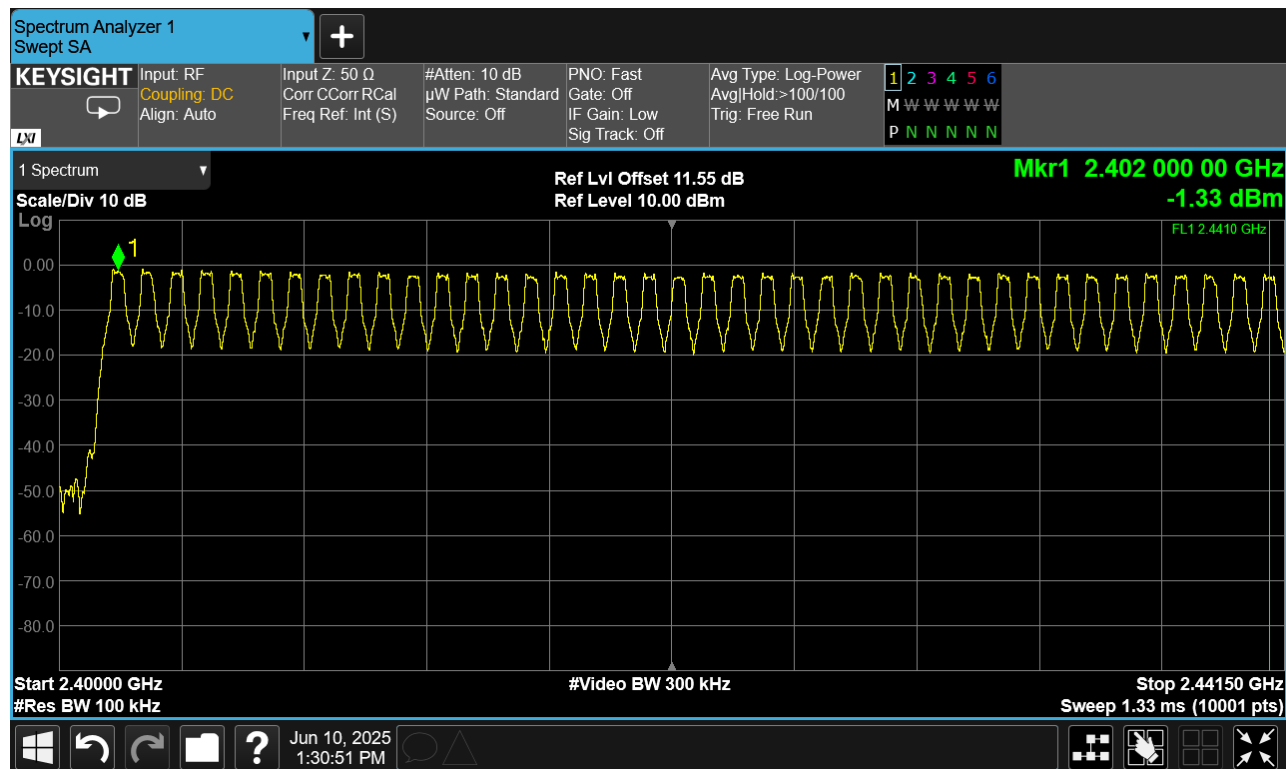 Spectrum Analyzer 1
Swept SA
KEYSIGHT
LXI
Input: RF
Coupling: DC
Align: Auto
Input Z: 50 Ω
Corr CCorr RCal
Freq Ref: Int (S)
#Atten: 10 dB
µW Path: Standard
Source: Off
PNO: Fast
Gate: Off
IF Gain: Low
Sig Track: Off
Avg Type: Log-Power
Avg|Hold:>100/100
Trig: Free Run
1 2 3 4 5 6
M W W W W W
P N N N N N
1 Spectrum
Scale/Div 10 dB
Ref Lvl Offset 11.55 dB
Ref Level 10.00 dBm
Mkr1 2.402 000 00 GHz
-1.33 dBm
Log
FL1 2.4410 GHz
1
0.00
-10.0
-20.0
-30.0
-40.0
-50.0
-60.0
-70.0
-80.0
Start 2.40000 GHz
#Res BW 100 kHz
#Video BW 300 kHz
Stop 2.44150 GHz
Sweep 1.33 ms (10001 pts)
?
Jun 10, 2025
1:30:51 PM